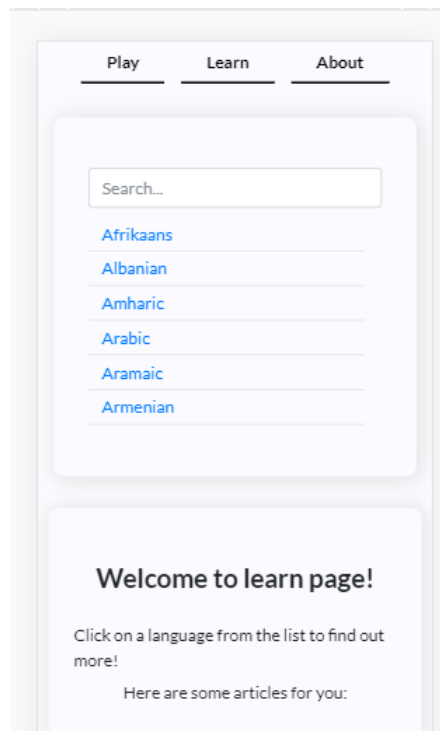 Play Learn About
Search...
Afrikaans
Albanian
Amharic
Arabic
Aramaic
Armenian
Welcome to learn page!
Click on a language from the list to find out
more!
Here are some articles for you: